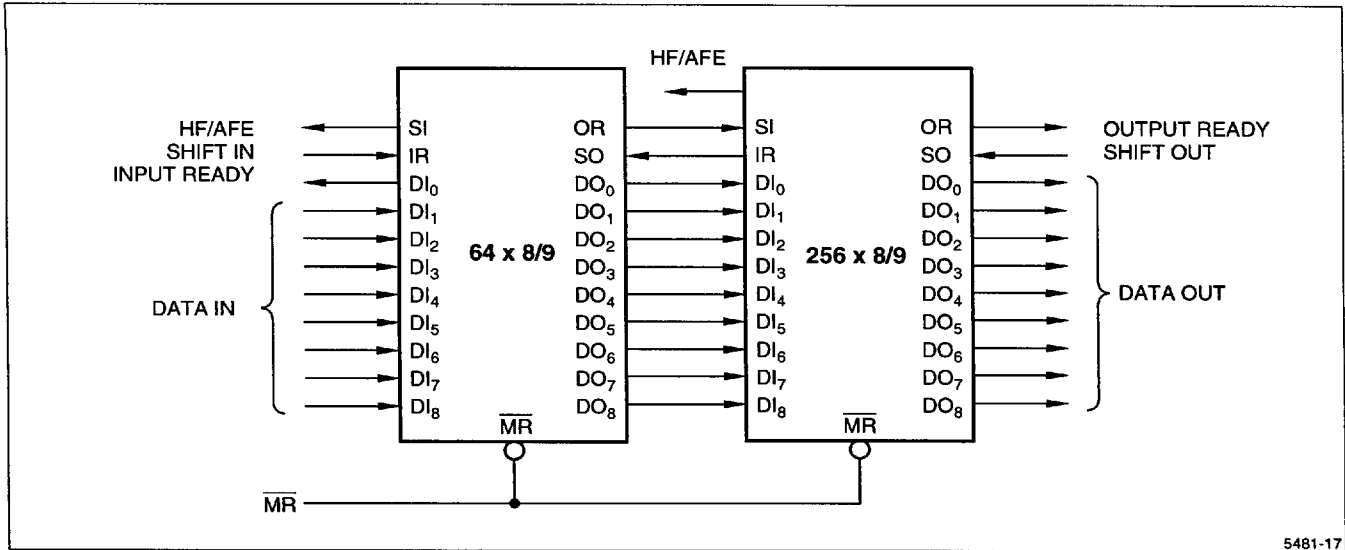 HF/AFE
HF/AFE
SHIFT IN
INPUT READY
DATA IN
SI
IR
DI₀
DI₁
DI₂
DI₃
DI₄
DI₅
DI₆
DI₇
DI₈
64 x 8/9
OR
SO
DO₀
DO₁
DO₂
DO₃
DO₄
DO₅
DO₆
DO₇
DO₈
M̅R̅
SI
IR
DI₀
DI₁
DI₂
DI₃
DI₄
DI₅
DI₆
DI₇
DI₈
256 x 8/9
OR
SO
DO₀
DO₁
DO₂
DO₃
DO₄
DO₅
DO₆
DO₇
DO₈
M̅R̅
OUTPUT READY
SHIFT OUT
DATA OUT
M̅R̅
5481-17